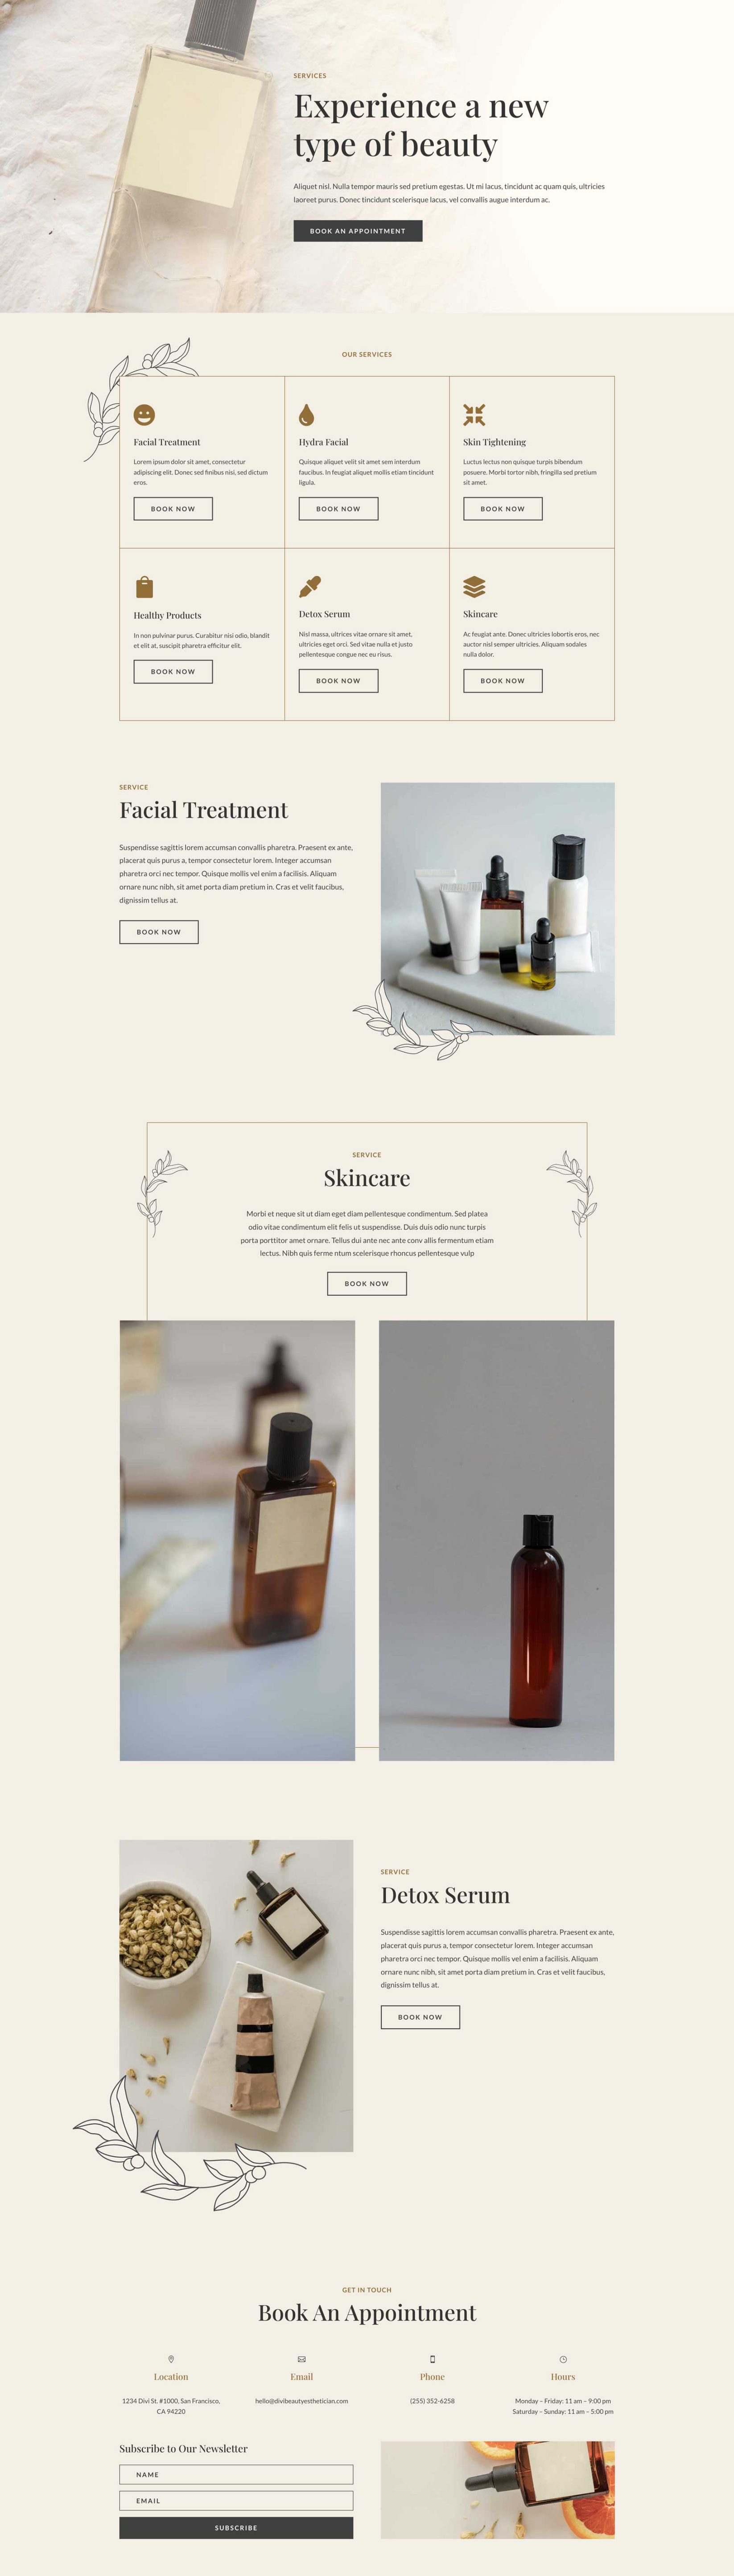 SERVICES
Experience a new
type of beauty
Aliquet nisl. Nulla tempor mauris sed pretium egestas. Ut mi lacus, tincidunt ac quam quis, ultricies
laoreet purus. Donec tincidunt scelerisque lacus, vel convallis augue interdum ac.
BOOK AN APPOINTMENT
OUR SERVICES
Facial Treatment
Lorem ipsum dolor sit amet, consectetur
adipiscing elit. Donec sed finibus nisi, sed dictum
eros.
BOOK NOW
Hydra Facial
Quisque aliquet velit sit amet sem interdum
faucibus. In feugiat aliquet mollis etiam tincidunt
ligula.
BOOK NOW
Skin Tightening
Luctus lectus non quisque turpis bibendum
posuere. Morbi tortor nibh, fringilla sed pretium
sit amet.
BOOK NOW
Healthy Products
In non pulvinar purus. Curabitur nisi odio, blandit
et elit at, suscipit pharetra efficitur elit.
BOOK NOW
Detox Serum
Nisl massa, ultrices vitae ornare sit amet,
ultricies eget orci. Sed vitae nulla et justo
pellentesque congue nec eu risus.
BOOK NOW
Skincare
Ac feugiat ante. Donec ultricies lobortis eros, nec
auctor nisl semper ultricies. Aliquam sodales
nulla dolor.
BOOK NOW
SERVICE
Facial Treatment
Suspendisse sagittis lorem accumsan convallis pharetra. Praesent ex ante,
placerat quis purus a, tempor consectetur lorem. Integer accumsan
pharetra orci nec tempor. Quisque mollis vel enim a facilisis. Aliquam
ornare nunc nibh, sit amet porta diam pretium in. Cras et velit faucibus,
dignissim tellus at.
BOOK NOW
SERVICE
Skincare
Morbi et neque sit ut diam eget diam pellentesque condimentum. Sed platea
odio vitae condimentum elit felis ut suspendisse. Duis duis odio nunc turpis
porta porttitor amet ornare. Tellus dui ante nec ante conv allis fermentum etiam
lectus. Nibh quis ferme ntum scelerisque rhoncus pellentesque vulp
BOOK NOW
SERVICE
Detox Serum
Suspendisse sagittis lorem accumsan convallis pharetra. Praesent ex ante,
placerat quis purus a, tempor consectetur lorem. Integer accumsan
pharetra orci nec tempor. Quisque mollis vel enim a facilisis. Aliquam
ornare nunc nibh, sit amet porta diam pretium in. Cras et velit faucibus,
dignissim tellus at.
BOOK NOW
GET IN TOUCH
Book An Appointment
Location
1234 Divi St. #1000, San Francisco,
CA 94220
Email
hello@divibeautyesthetician.com
Phone
(255) 352-6258
Hours
Monday – Friday: 11 am – 9:00 pm
Saturday – Sunday: 11 am – 5:00 pm
Subscribe to Our Newsletter
NAME
EMAIL
SUBSCRIBE